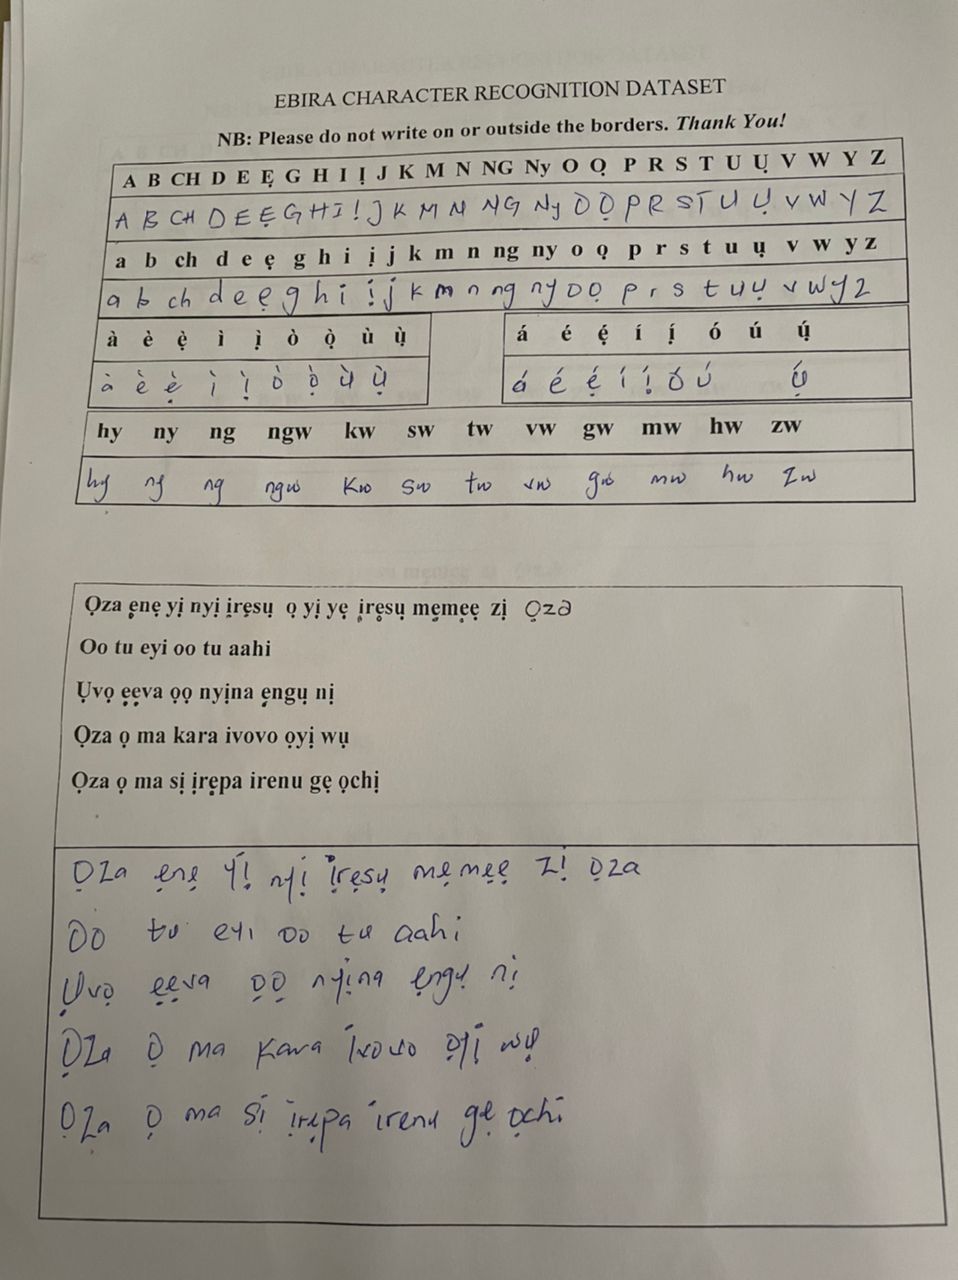 EBIRA CHARACTER RECOGNITION DATASET
NB: Please do not write on or outside the borders. Thank You!
A B CH D E Ẹ G H I Ị J K M N NG Ny O Ọ P R S T U Ụ V W Y Z
A B CH D E Ẹ G H I Ị J K M N NG Ny O Ọ P R S T U Ụ V W Y Z
a b ch d e ẹ g h i ị j k m n ng ny o ọ p r s t u ụ v w y z
a b ch d e ẹ g h i ị j k m n ng ny o ọ p r s t u ụ v w y z
à è ẹ̀ ì ị̀ ò ọ̀ ù ụ̀ á é ẹ́ í ị́ ó ú ụ́
à è ẹ̀ ì ị̀ ò ọ̀ ù ụ̀ á é ẹ́ í ị́ ó ú ụ́
hy ny ng ngw kw sw tw vw gw mw hw zw
hy ny ng ngw kw sw tw vw gw mw hw zw
Ọza ẹnẹ yị nyị ịrẹsụ ọ yị yẹ ịrẹsụ mẹmẹẹ zị ọza
Oo tu eyi oo tu aahi
Ụvọ ẹẹva ọọ nyịna ẹngụ nị
Ọza ọ ma kara ivovo ọyị wụ
Ọza ọ ma sị ịrẹpa irenu gẹ ọchị
Ọza ẹnẹ yị nyị ịrẹsụ mẹmẹẹ zị ọza
Oo tu eyi oo tu aahi
Ụvọ ẹẹva ọọ nyịna ẹngụ nị
Ọza ọ ma kara ivovo ọyị wụ
Ọza ọ ma sị ịrẹpa irenu gẹ ọchi